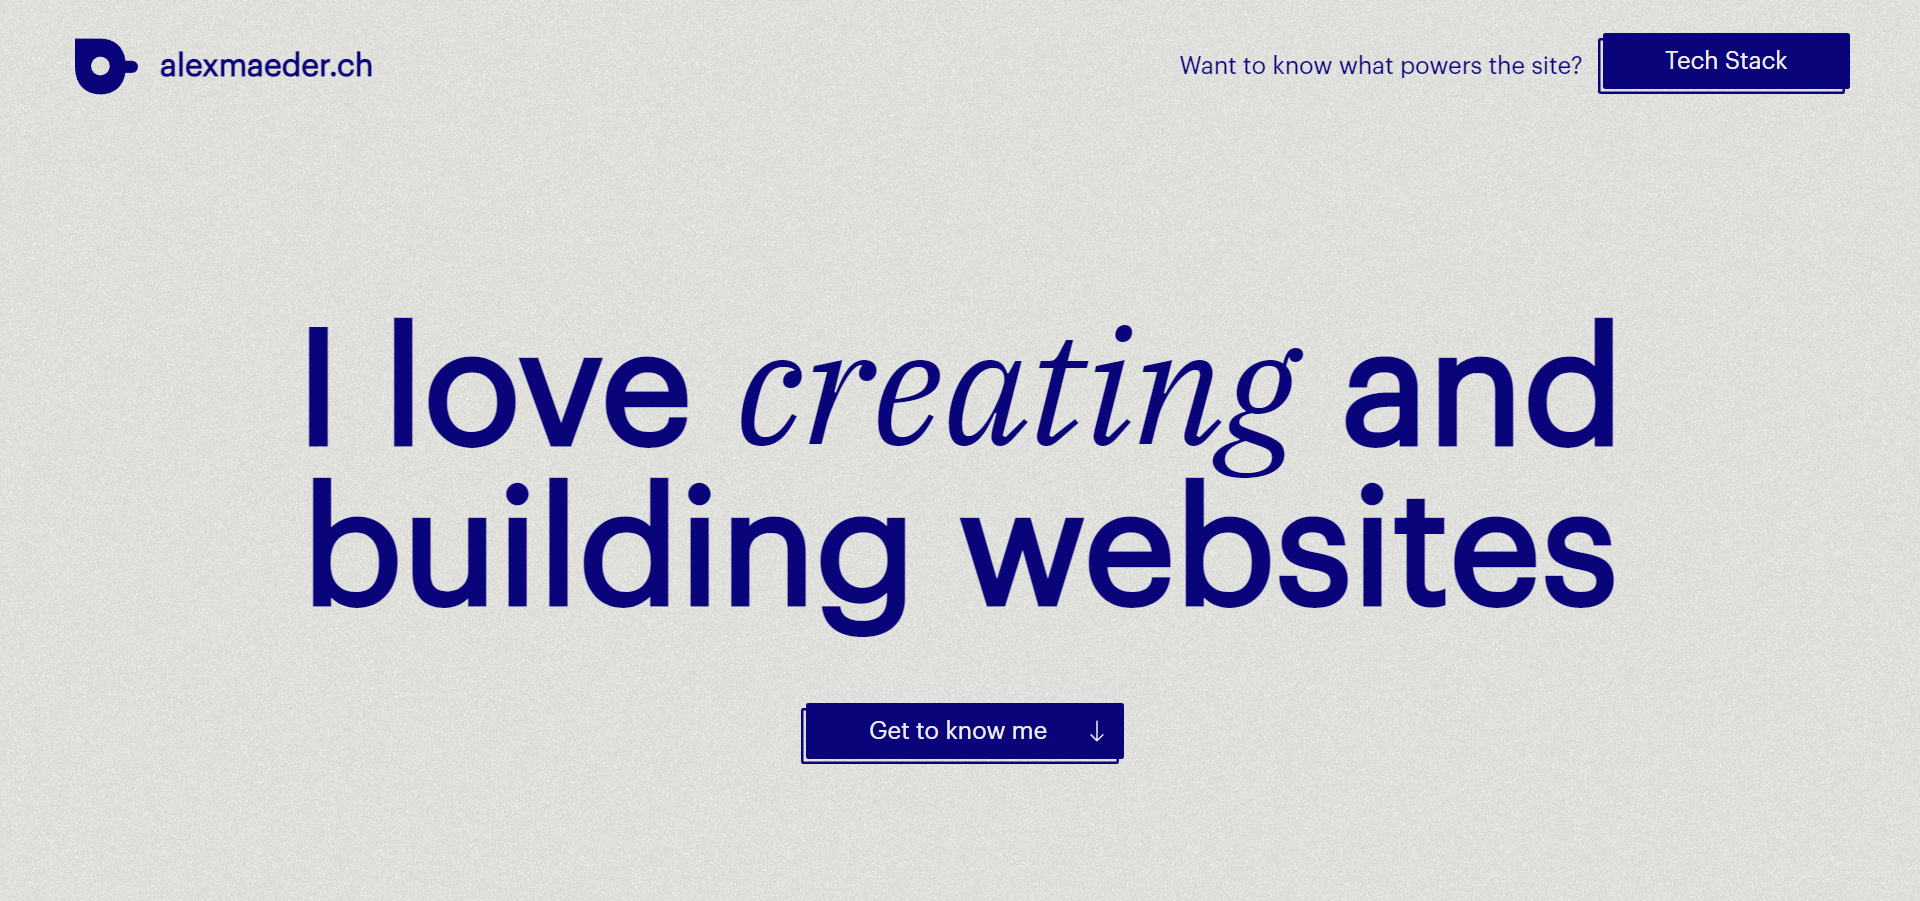 alexmaeder.ch
Want to know what powers the site?
Tech Stack
I love creating and
building websites
Get to know me